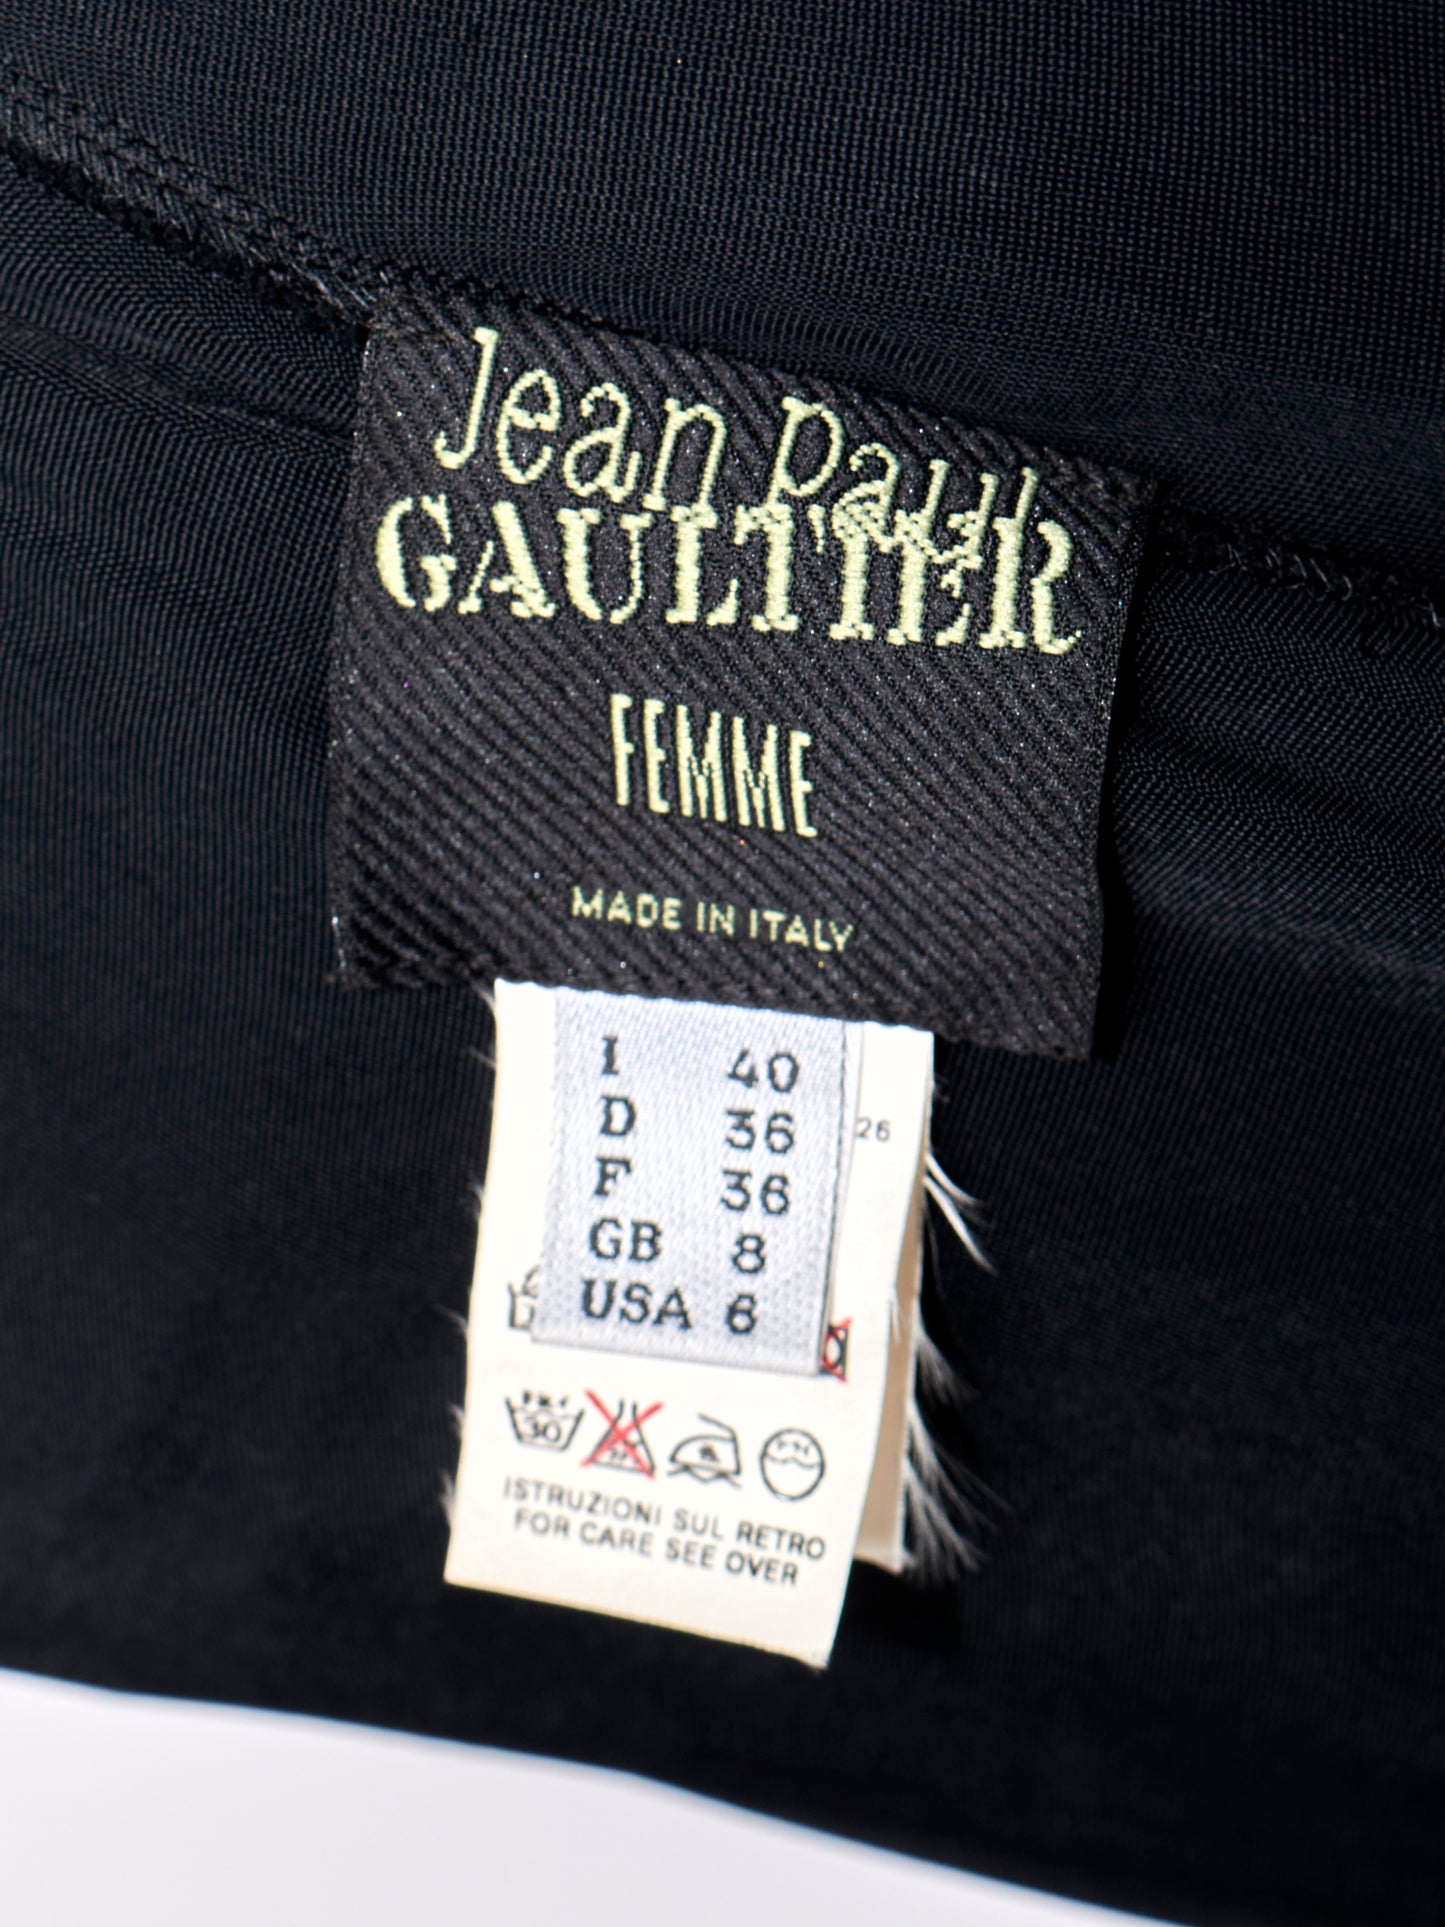 Jean Paul
GAULTIER
FEMME
MADE IN ITALY
I 40
D 36
F 36
GB 8
USA 6
26
30
ISTRUZIONI SUL RETRO
FOR CARE SEE OVER